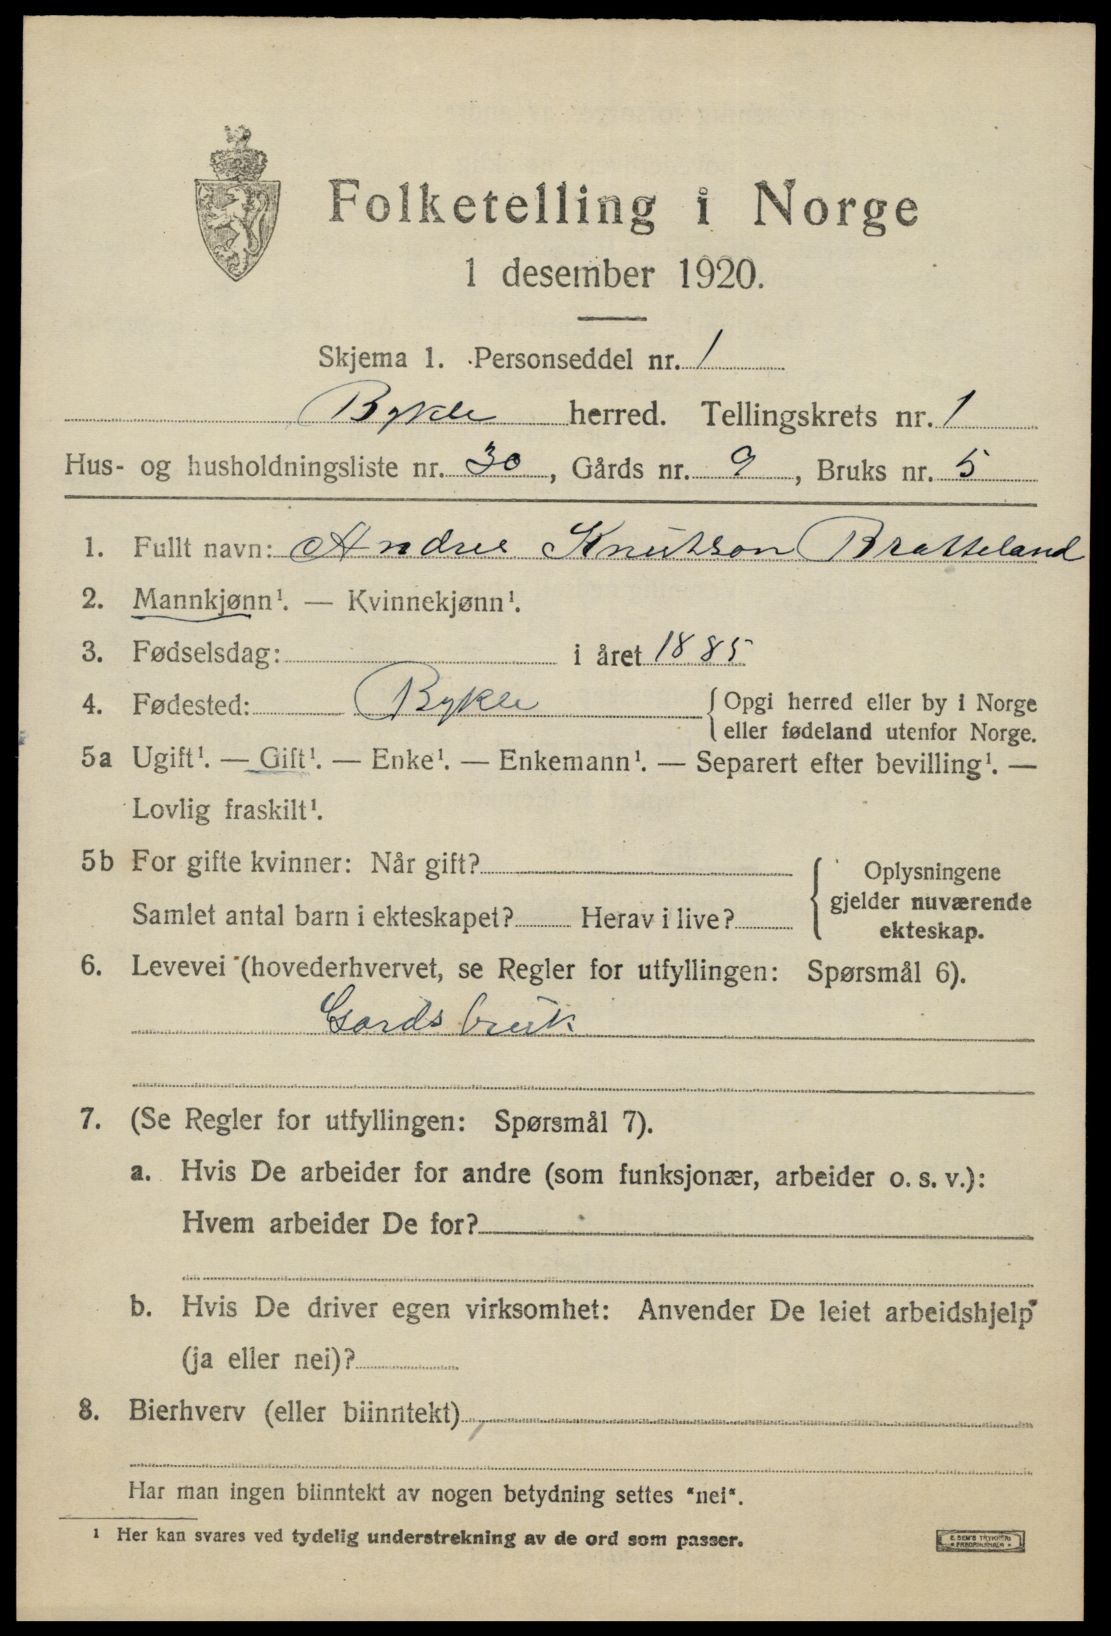 Folketelling i Norge
1 desember 1920.
Skjema 1. Personseddel nr. 1
Bykle herred. Tellingskrets nr. 1
Hus- og husholdningsliste nr. 30, Gårds nr. 9, Bruks nr. 5
1. Fullt navn: Andres Knutson Bratteland
2. Mannkjønn¹. — Kvinnekjønn¹.
3. Fødselsdag: i året 1885
4. Fødested: Bykle { Opgi herred eller by i Norge
eller fødeland utenfor Norge.
5a Ugift¹. — Gift¹. — Enke¹. — Enkemann¹. — Separert efter bevilling¹. —
Lovlig fraskilt¹.
5b For gifte kvinner: Når gift?
Samlet antal barn i ekteskapet? Herav i live?
{ Oplysningene
gjelder nuværende
ekteskap.
6. Levevei (hovederhvervet, se Regler for utfyllingen: Spørsmål 6).
Gardsbruk
7. (Se Regler for utfyllingen: Spørsmål 7).
a. Hvis De arbeider for andre (som funksjonær, arbeider o. s. v.):
Hvem arbeider De for?
b. Hvis De driver egen virksomhet: Anvender De leiet arbeidshjelp
(ja eller nei)?
8. Bierhverv (eller biinntekt)
Har man ingen biinntekt av nogen betydning settes "nei".
¹ Her kan svares ved tydelig understrekning av de ord som passer.